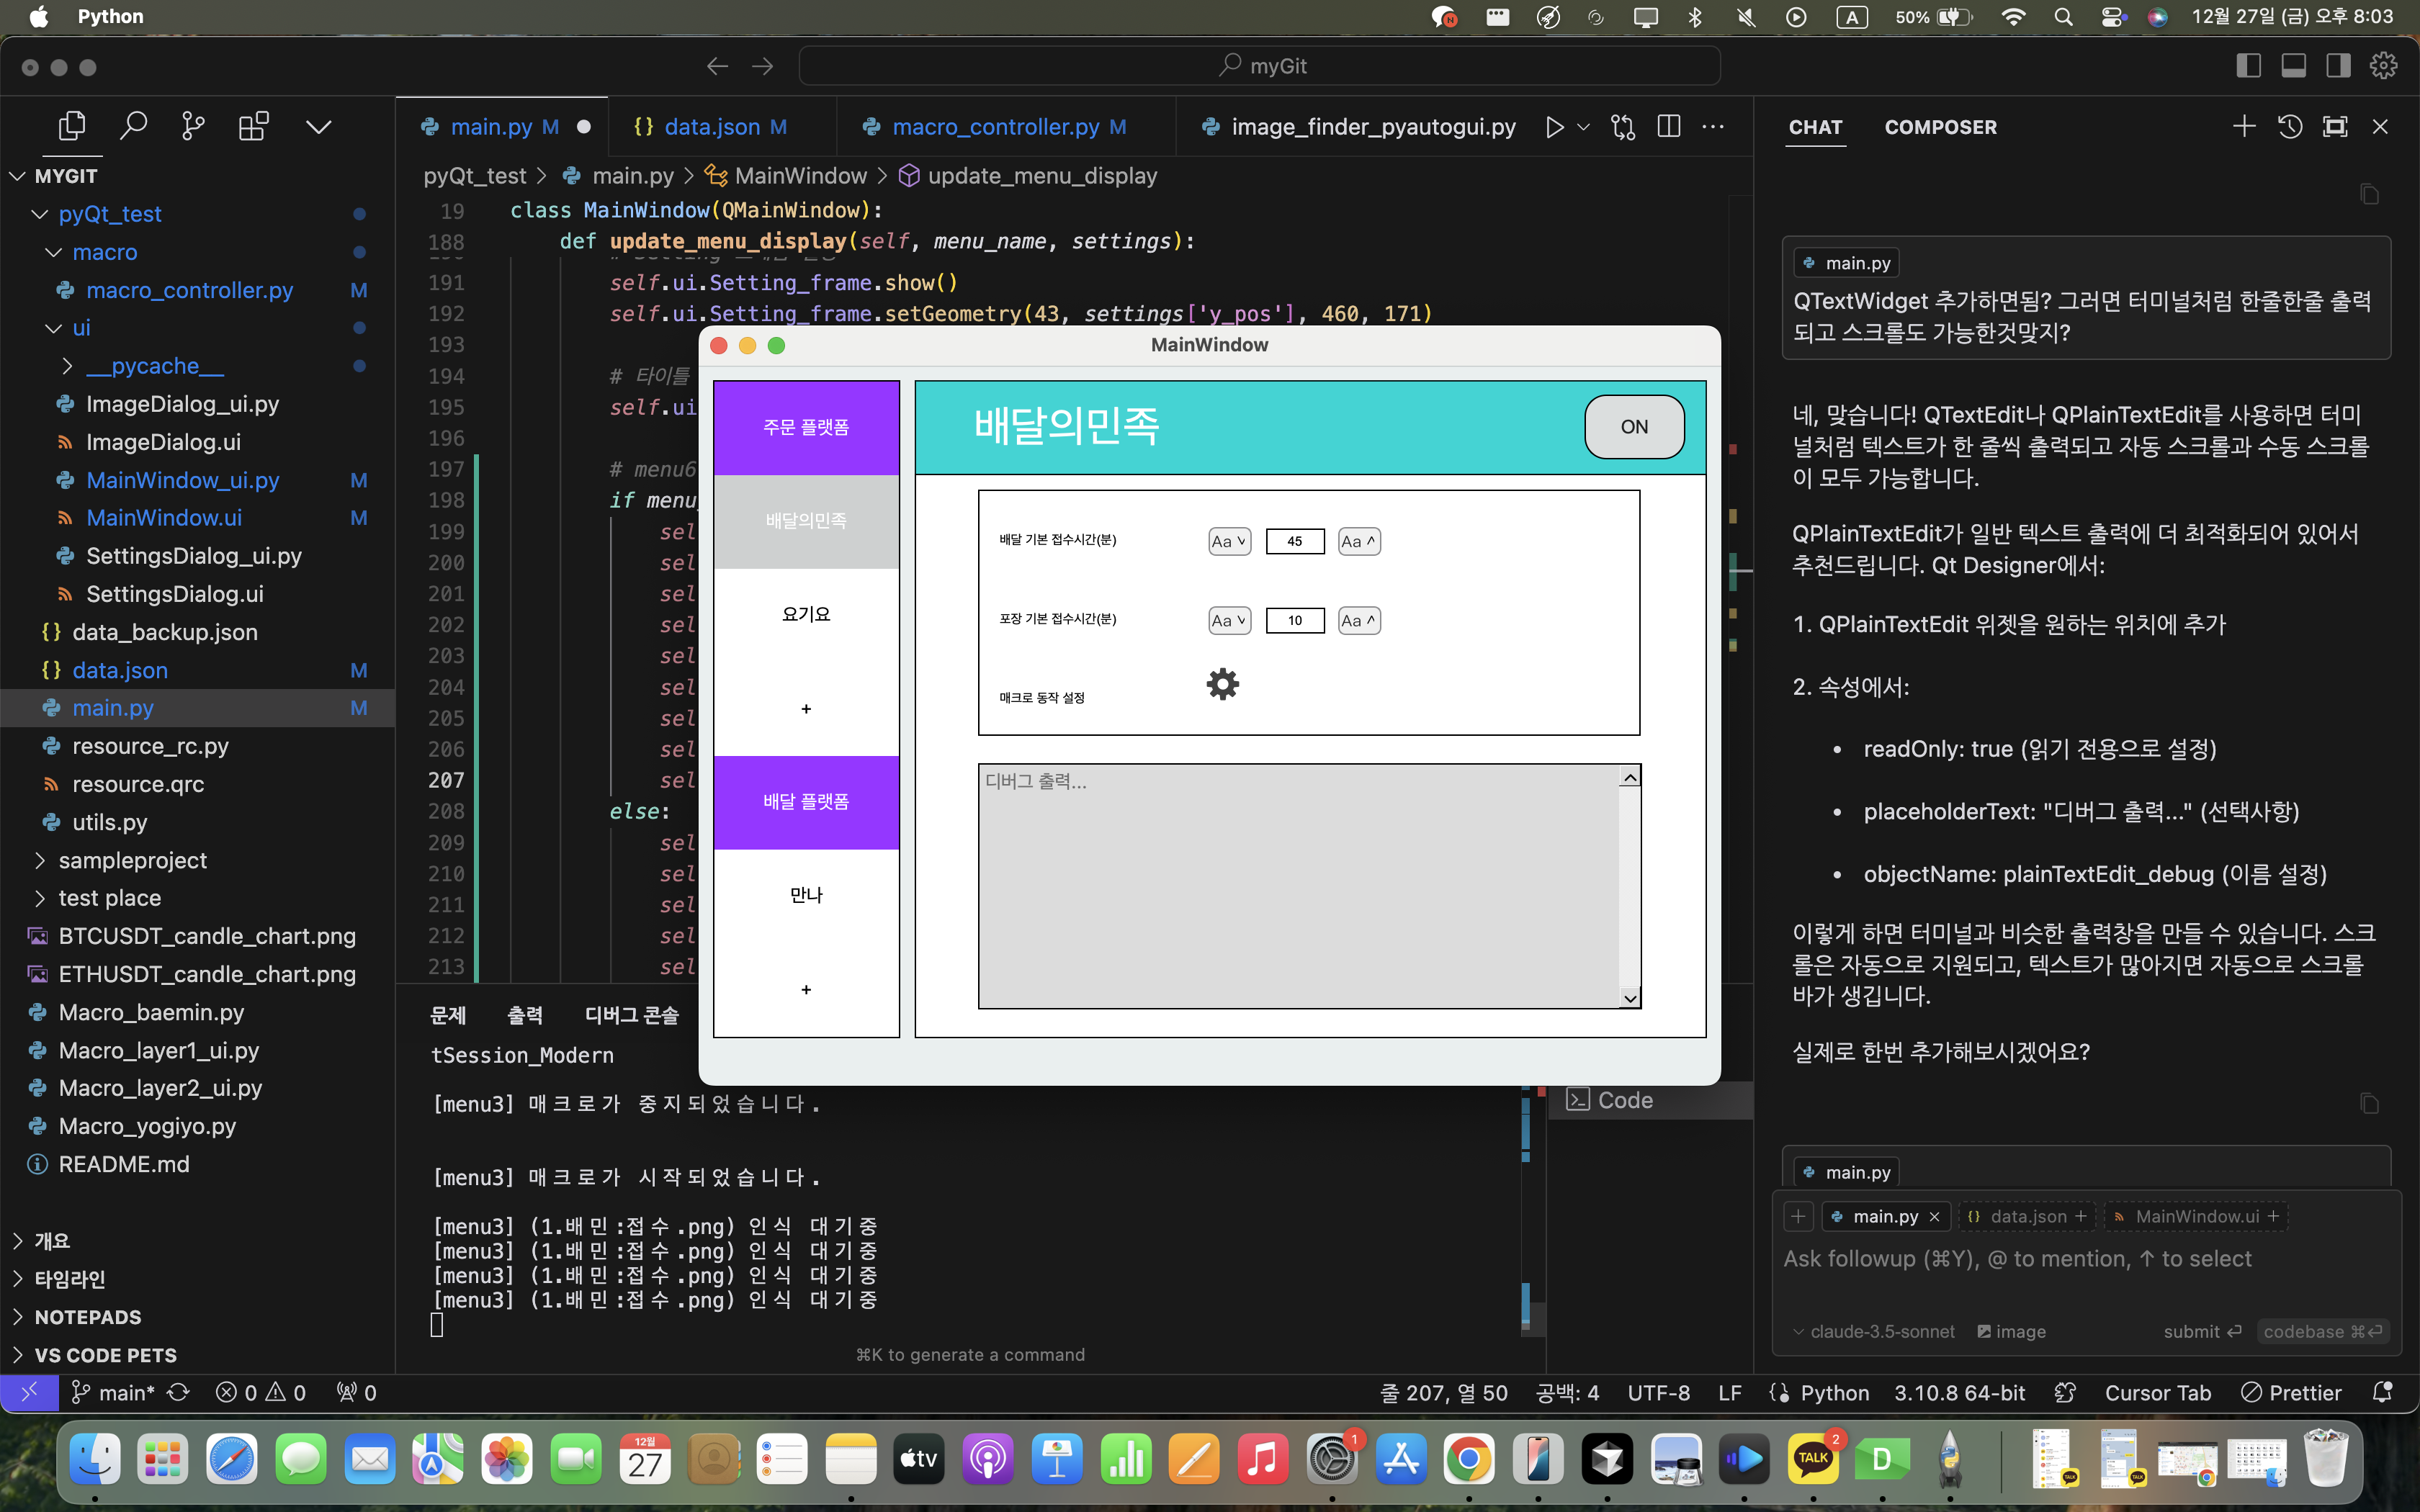 Python
A
50%
12월 27일 (금) 오후 8:03
myGit
MYGIT
pyQt_test
macro
macro_controller.py M
ui
__pycache__
ImageDialog_ui.py
ImageDialog.ui
MainWindow_ui.py M
MainWindow.ui M
SettingsDialog_ui.py
SettingsDialog.ui
data_backup.json
data.json M
main.py M
resource_rc.py
resource.qrc
utils.py
sampleproject
test place
BTCUSDT_candle_chart.png
ETHUSDT_candle_chart.png
Macro_baemin.py
Macro_layer1_ui.py
Macro_layer2_ui.py
Macro_yogiyo.py
README.md
개요
타임라인
NOTEPADS
VS CODE PETS
main.py M
data.json M
macro_controller.py M
image_finder_pyautogui.py
pyQt_test > main.py > MainWindow > update_menu_display
19 class MainWindow(QMainWindow):
188 def update_menu_display(self, menu_name, settings):
191 self.ui.Setting_frame.show()
192 self.ui.Setting_frame.setGeometry(43, settings['y_pos'], 460, 171)
193
194 # 타이틀
195 self.ui
196
197 # menu6
198 if menu
199 sel
200 sel
201 sel
202 sel
203 sel
204 sel
205 sel
206 sel
207 sel
208 else:
209 sel
210 sel
211 sel
212 sel
213 sel
MainWindow
주문 플랫폼
배달의민족
요기요
+
배달 플랫폼
만나
+
배달의민족
ON
배달 기본 접수시간(분) Aa ˅ 45 Aa ˄
포장 기본 접수시간(분) Aa ˅ 10 Aa ˄
매크로 동작 설정
디버그 출력...
문제 출력 디버그 콘솔
tSession_Modern
[menu3] 매크로가 중지되었습니다.
[menu3] 매크로가 시작되었습니다.
[menu3] (1.배민:접수.png) 인식 대기중
[menu3] (1.배민:접수.png) 인식 대기중
[menu3] (1.배민:접수.png) 인식 대기중
[menu3] (1.배민:접수.png) 인식 대기중
⌘K to generate a command
Code
CHAT COMPOSER
main.py
QTextWidget 추가하면됨? 그러면 터미널처럼 한줄한줄 출력
되고 스크롤도 가능한것맞지?
네, 맞습니다! QTextEdit나 QPlainTextEdit를 사용하면 터미
널처럼 텍스트가 한 줄씩 출력되고 자동 스크롤과 수동 스크롤
이 모두 가능합니다.
QPlainTextEdit가 일반 텍스트 출력에 더 최적화되어 있어서
추천드립니다. Qt Designer에서:
1. QPlainTextEdit 위젯을 원하는 위치에 추가
2. 속성에서:
• readOnly: true (읽기 전용으로 설정)
• placeholderText: "디버그 출력..." (선택사항)
• objectName: plainTextEdit_debug (이름 설정)
이렇게 하면 터미널과 비슷한 출력창을 만들 수 있습니다. 스크
롤은 자동으로 지원되고, 텍스트가 많아지면 자동으로 스크롤
바가 생깁니다.
실제로 한번 추가해보시겠어요?
main.py
+ main.py × data.json + MainWindow.ui +
Ask followup (⌘Y), @ to mention, ↑ to select
claude-3.5-sonnet image submit ⏎ codebase ⌘⏎
main* 0 0 0
줄 207, 열 50 공백: 4 UTF-8 LF Python 3.10.8 64-bit Cursor Tab Prettier
12월
27
tv
1
TALK
2
D